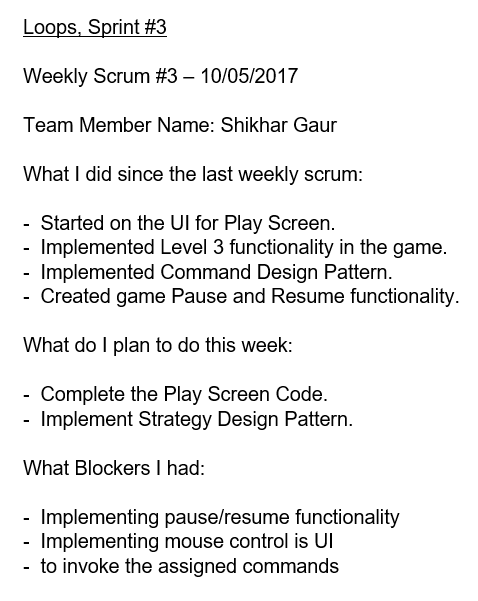 Loops, Sprint #3
Weekly Scrum #3 – 10/05/2017
Team Member Name: Shikhar Gaur
What I did since the last weekly scrum:
- Started on the UI for Play Screen.
- Implemented Level 3 functionality in the game.
- Implemented Command Design Pattern.
- Created game Pause and Resume functionality.
What do I plan to do this week:
- Complete the Play Screen Code.
- Implement Strategy Design Pattern.
What Blockers I had:
- Implementing pause/resume functionality
- Implementing mouse control is UI
- to invoke the assigned commands